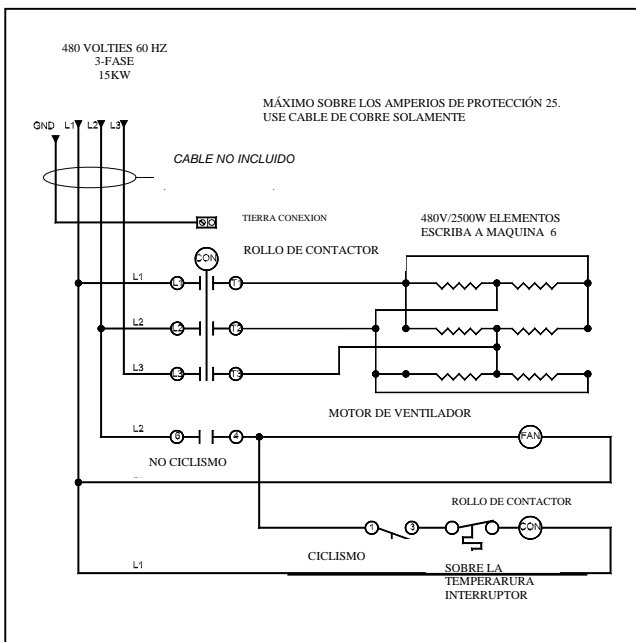 480 VOLTIES 60 HZ
3-FASE
15KW
MÁXIMO SOBRE LOS AMPERIOS DE PROTECCIÓN 25.
USE CABLE DE COBRE SOLAMENTE
GND L1 L2 L3
CABLE NO INCLUIDO
TIERRA CONEXION
480V/2500W ELEMENTOS
ESCRIBA A MAQUINA 6
ROLLO DE CONTACTOR
CON
L1 L1 T1
L2 L2 T2
L3 L3 T3
MOTOR DE VENTILADOR
L2 6 4 FAN
NO CICLISMO
ROLLO DE CONTACTOR
1 3 CON
CICLISMO
SOBRE LA
L1
TEMPERARURA
INTERRUPTOR